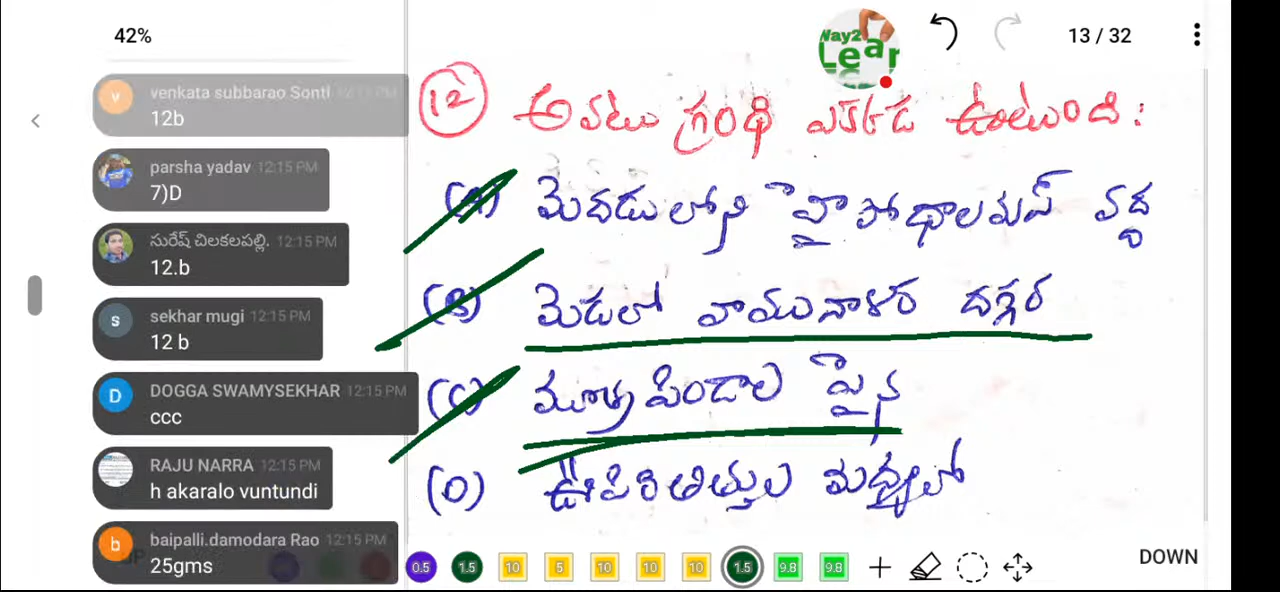 42%
Way2
Lear
13 / 32
venkata subbarao Sontl 12:15 PM
12b
parsha yadav 12:15 PM
7)D
సురేష్ చిలకలపల్లి. 12:15 PM
12.b
sekhar mugi 12:15 PM
12 b
DOGGA SWAMYSEKHAR 12:15 PM
ccc
RAJU NARRA 12:15 PM
h akaralo vuntundi
baipalli.damodara Rao 12:15 PM
25gms
12 అవటు గ్రంథి ఎక్కడ ఉంటుంది :
(A) మెదడులోని హైపోథాలమస్ వద్ద
(B) మెడలో వాయునాళం దగ్గర
(C) మూత్రపిండాల పైన
(D) ఊపిరితిత్తుల మధ్యలో
0.5 1.5 10 5 10 10 10 1.5 9.8 9.8
DOWN